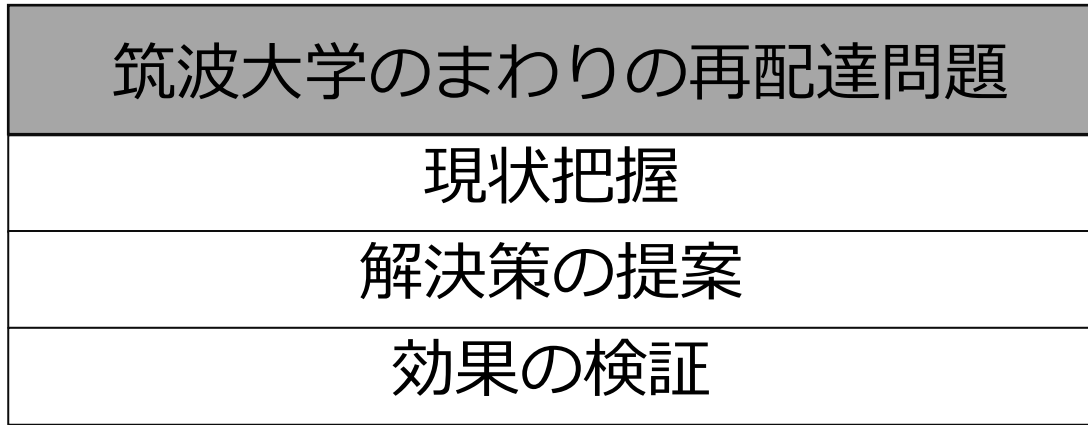 筑波大学のまわりの再配達問題
現状把握
解決策の提案
効果の検証